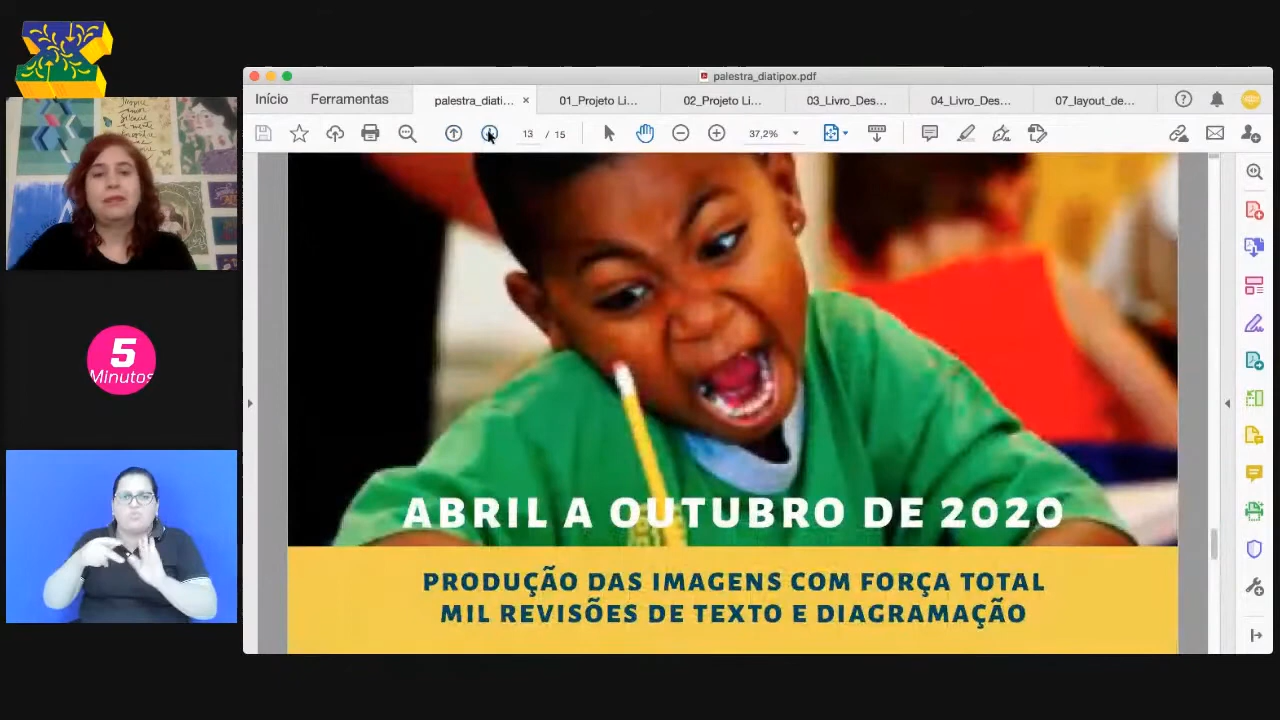 palestra_diatipox.pdf
Início
Ferramentas
palestra_diati...
01_Projeto Li...
02_Projeto Li...
03_Livro_Des...
04_Livro_Des...
07_layout_de...
13 / 15
37,2%
5
Minutos
ABRIL A OUTUBRO DE 2020
PRODUÇÃO DAS IMAGENS COM FORÇA TOTAL
MIL REVISÕES DE TEXTO E DIAGRAMAÇÃO